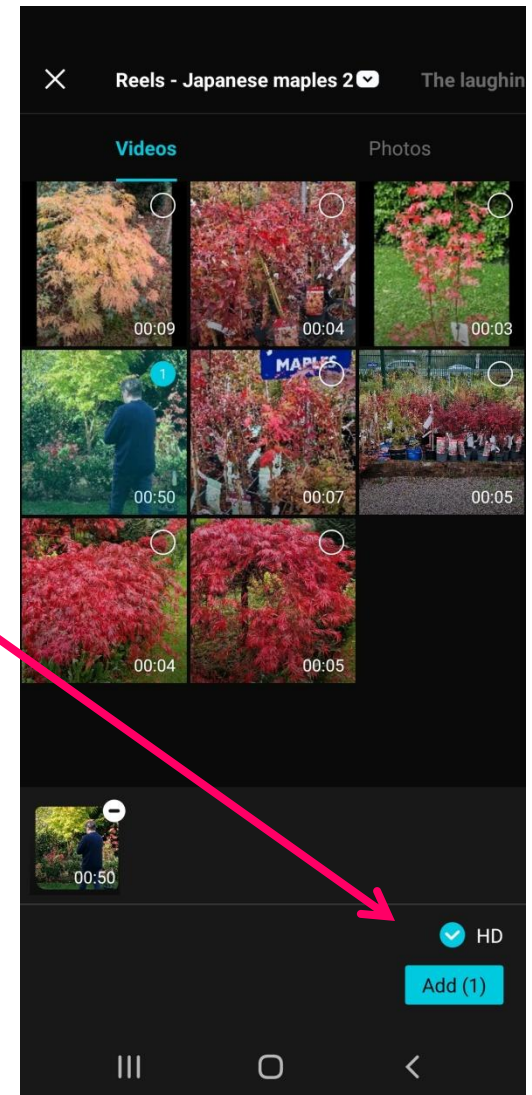 Reels - Japanese maples 2 The laughin
Videos Photos
00:09 00:04 00:03
MAPLES
1
00:50 00:07 00:05
00:04 00:05
00:50
HD
Add (1)